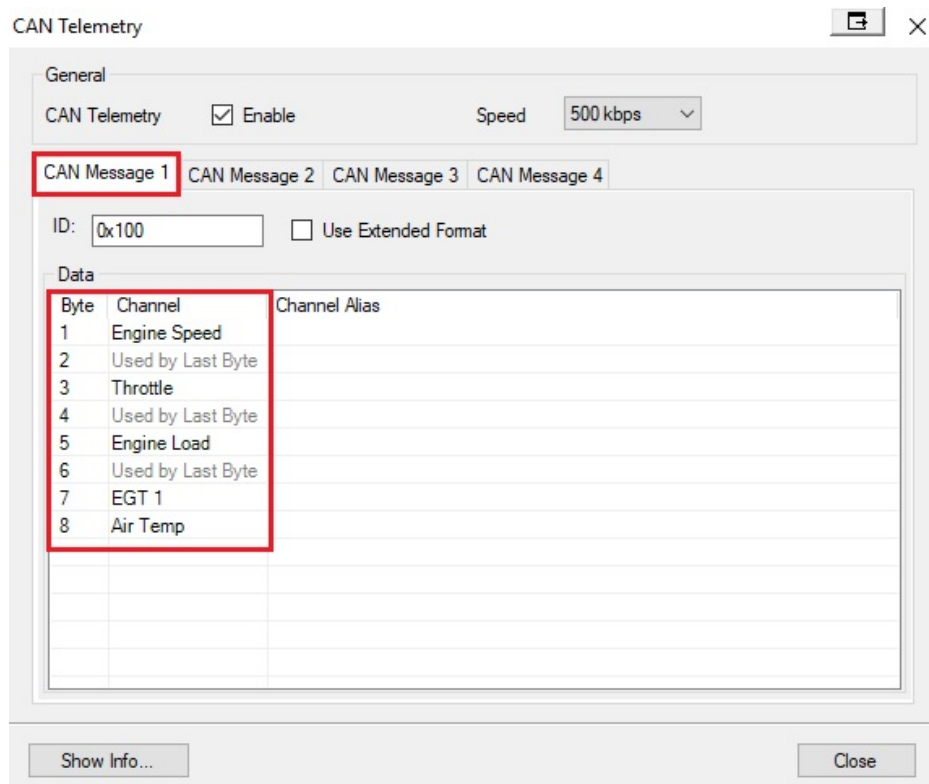 CAN Telemetry
General
CAN Telemetry Enable Speed 500 kbps
CAN Message 1 CAN Message 2 CAN Message 3 CAN Message 4
ID: 0x100 Use Extended Format
Data
Byte Channel Channel Alias
1 Engine Speed
2 Used by Last Byte
3 Throttle
4 Used by Last Byte
5 Engine Load
6 Used by Last Byte
7 EGT 1
8 Air Temp
Show Info... Close